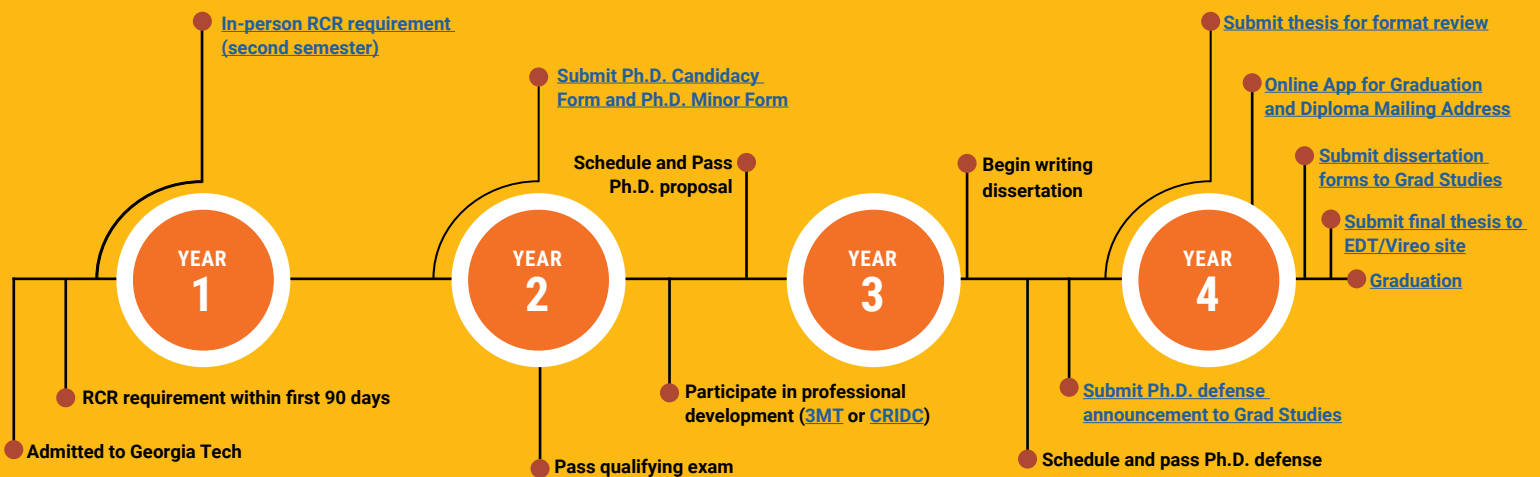 In-person RCR requirement
(second semester)
YEAR
1
RCR requirement within first 90 days
Admitted to Georgia Tech
Submit Ph.D. Candidacy
Form and Ph.D. Minor Form
YEAR
2
Pass qualifying exam
Schedule and Pass
Ph.D. proposal
Participate in professional
development (3MT or CRIDC)
YEAR
3
Begin writing
dissertation
Schedule and pass Ph.D. defense
Submit Ph.D. defense
announcement to Grad Studies
Submit thesis for format review
YEAR
4
Online App for Graduation
and Diploma Mailing Address
Submit dissertation
forms to Grad Studies
Submit final thesis to
EDT/Vireo site
Graduation